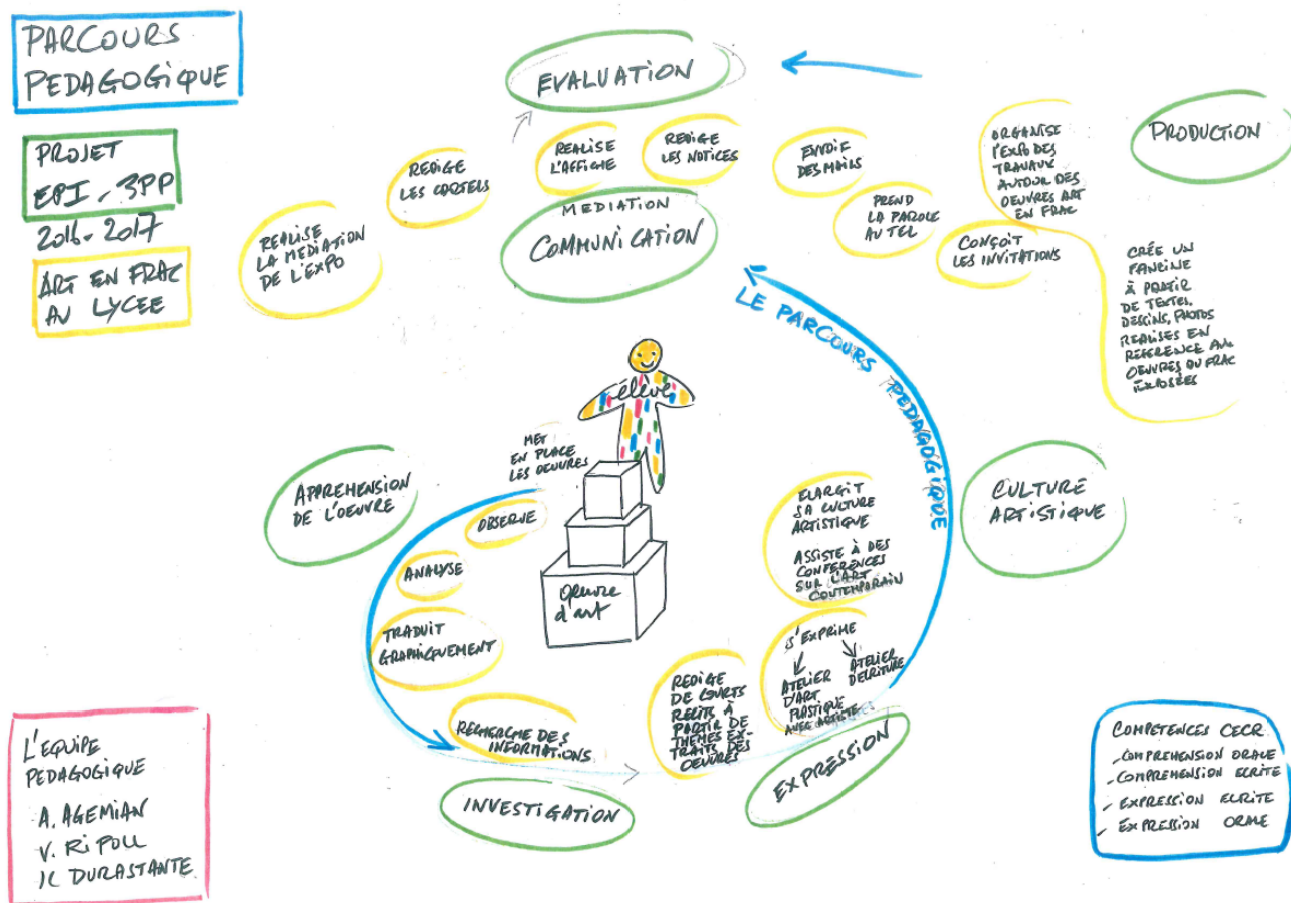 PARCOURS
PEDAGOGIQUE
PROJET
EPI - 3PP
2016-2017
ART EN FRAC
AU LYCEE
EVALUATION
REDIGE
LES CARTELS
REALISE
L'AFFICHE
REDIGE
LES NOTICES
ENVOIE
DES MAILS
PREND
LA PAROLE
AU TEL
CONÇOIT
LES INVITATIONS
ORGANISE
L'EXPO DES
TRAVAUX
AUTOUR DES
OEUVRES ART
EN FRAC
PRODUCTION
REALISE
LA MEDIATION
DE L'EXPO
MEDIATION
COMMUNICATION
CRÉE UN
FANZINE
À PRATIR
DE TEXTES,
DESSINS, PHOTOS
REALISES EN
REFERENCE AUX
OEUVRES DU FRAC
EXPOSÉES
LE PARCOURS PEDAGOGIQUE
élève
MET
EN PLACE
LES OEUVRES
APPREHENSION
DE L'OEUVRE
OBSERVE
ANALYSE
TRADUIT
GRAPHIQUEMENT
RECHERCHE DES
INFORMATIONS
Oeuvre
d'art
ELARGIT
SA CULTURE
ARTISTIQUE
ASSISTE À DES
CONFERENCES
SUR L'ART
CONTEMPORAIN
CULTURE
ARTISTIQUE
S'EXPRIME
ATELIER
D'ART
PLASTIQUE
AVEC ARTISTES
ATELIER
D'ECRITURE
REDIGE
DE COURTS
RECITS À
PARTIR DE
THEMES EX-
TRAITS DES
OEUVRES
INVESTIGATION
EXPRESSION
L'EQUIPE
PEDAGOGIQUE
A. AGEMIAN
V. RIPOLL
JC DURASTANTE
COMPETENCES CECR
- COMPREHENSION ORALE
- COMPREHENSION ECRITE
- EXPRESSION ECRITE
- EXPRESSION ORALE